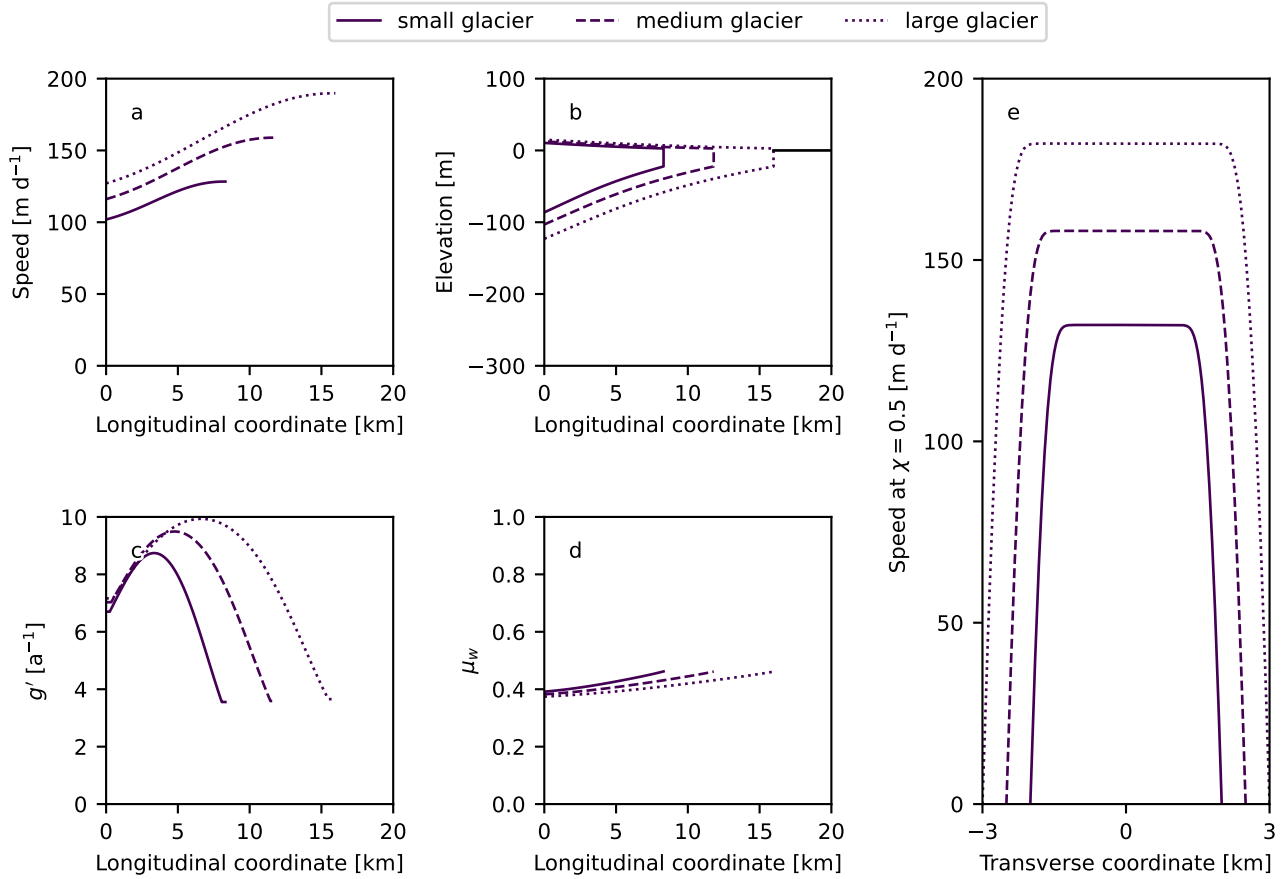 small glacier medium glacier large glacier
a
Speed [m d⁻¹]
200
150
100
50
0
0 5 10 15 20
Longitudinal coordinate [km]
b
Elevation [m]
100
0
−100
−200
−300
0 5 10 15 20
Longitudinal coordinate [km]
c
g′ [a⁻¹]
10
8
6
4
2
0
0 5 10 15 20
Longitudinal coordinate [km]
d
μw
1.0
0.8
0.6
0.4
0.2
0.0
0 5 10 15 20
Longitudinal coordinate [km]
e
Speed at χ = 0.5 [m d⁻¹]
200
150
100
50
0
−3 0 3
Transverse coordinate [km]